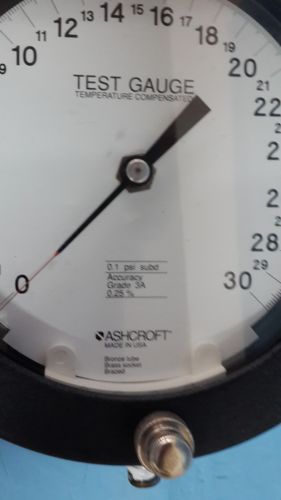 14
16
12
18
13
15
17
11
19
10
20
9
21
22
TEST GAUGE
TEMPERATURE COMPENSATED
28
29
0
30
0.1 psi subd
Accuracy
Grade 3A
0.25 %
ASHCROFT
MADE IN USA
Bronze tube
Brass socket
Brazed